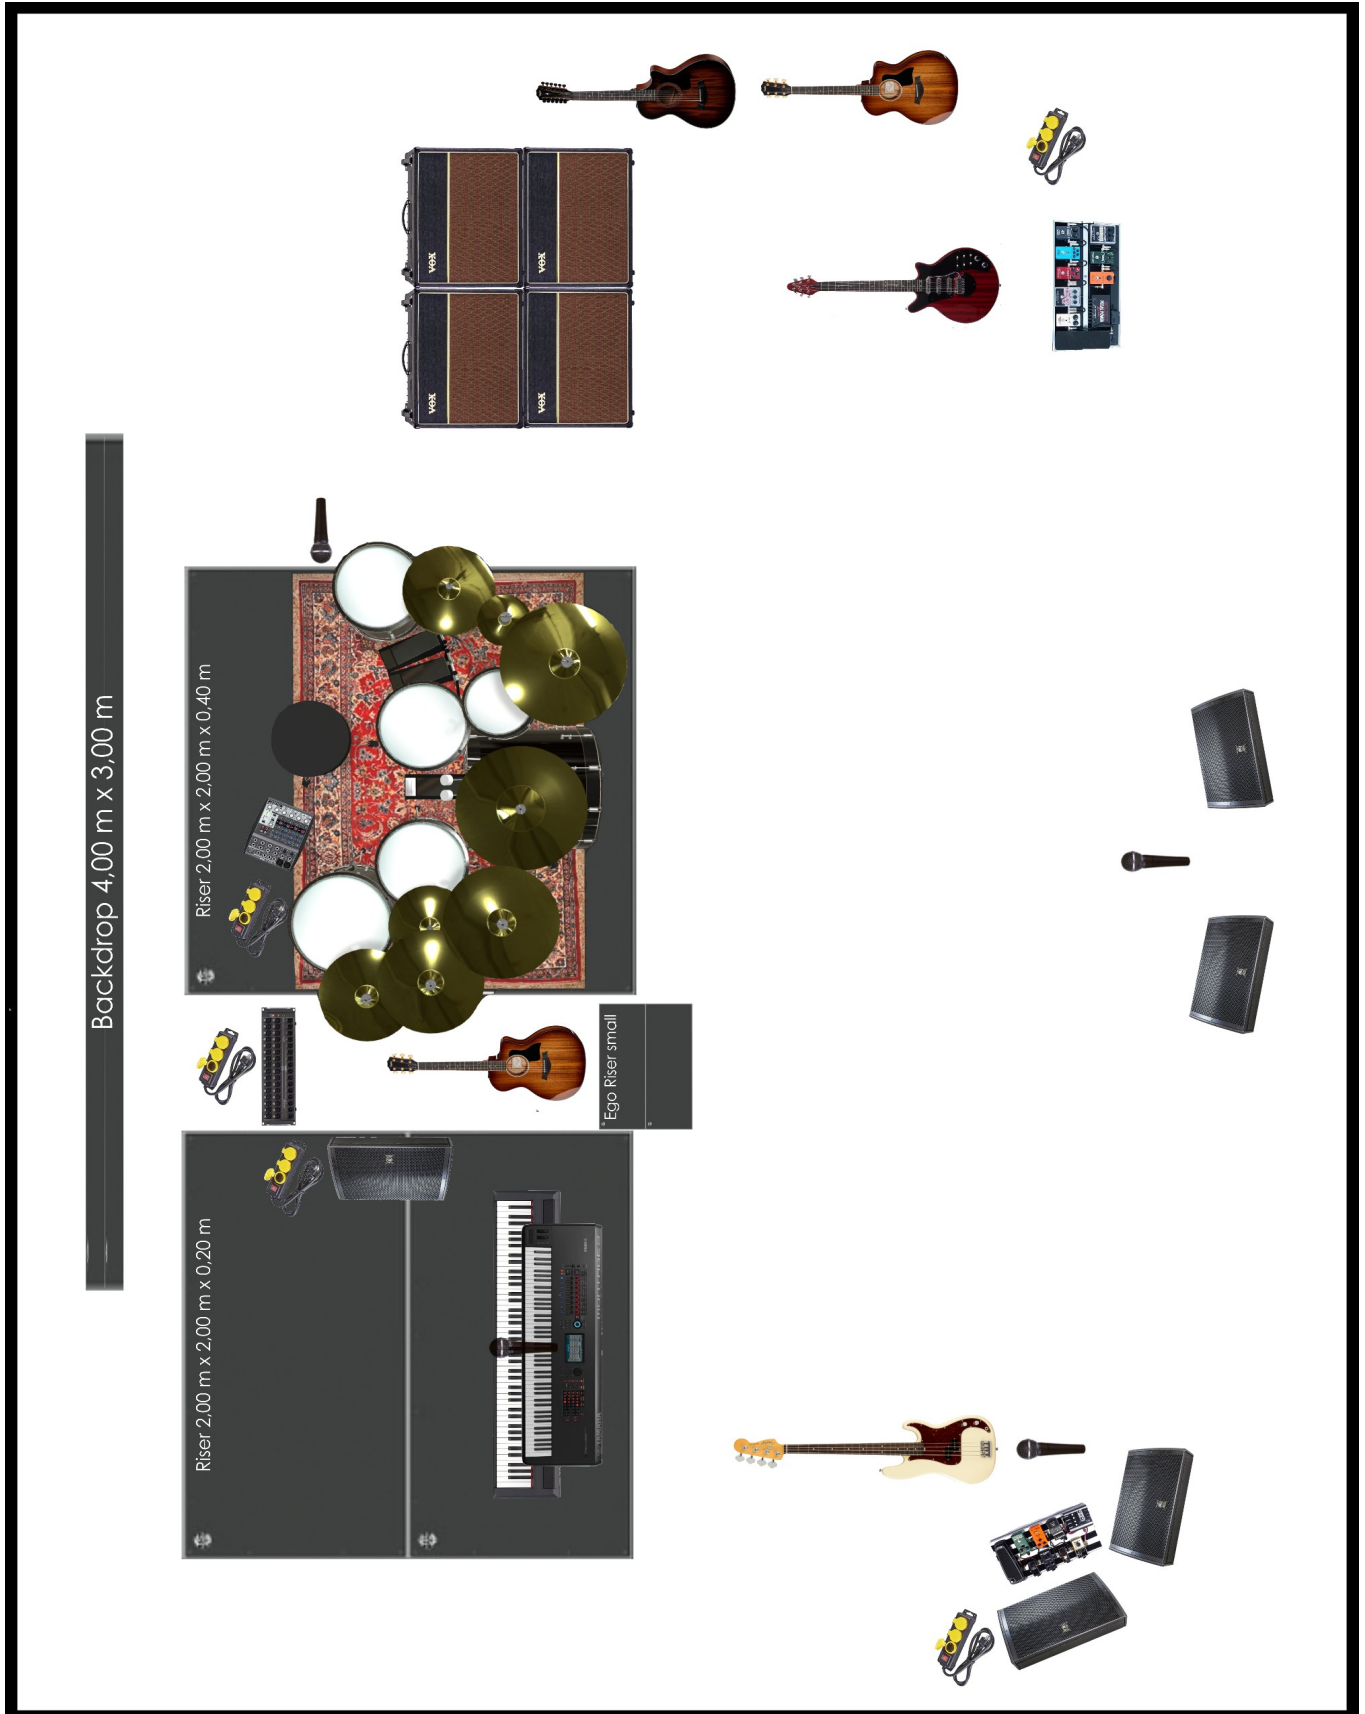 VOX
VOX
VOX
VOX
Backdrop 4,00 m x 3,00 m
Riser 2,00 m x 2,00 m x 0,40 m
Ego Riser small
Riser 2,00 m x 2,00 m x 0,20 m